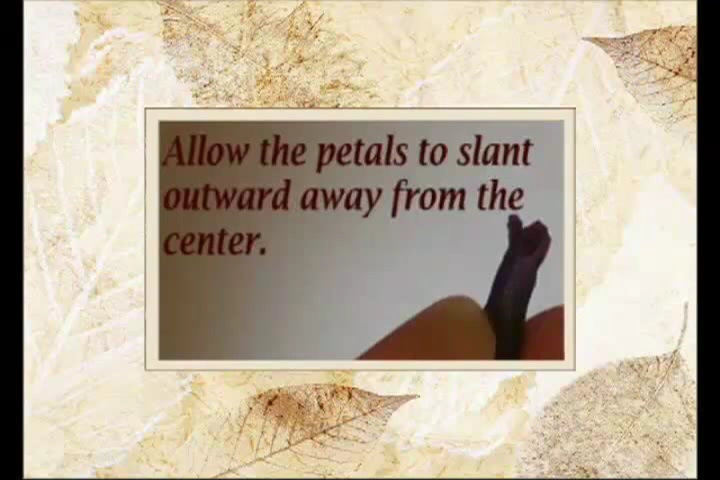 Allow the petals to slant
outward away from the
center.